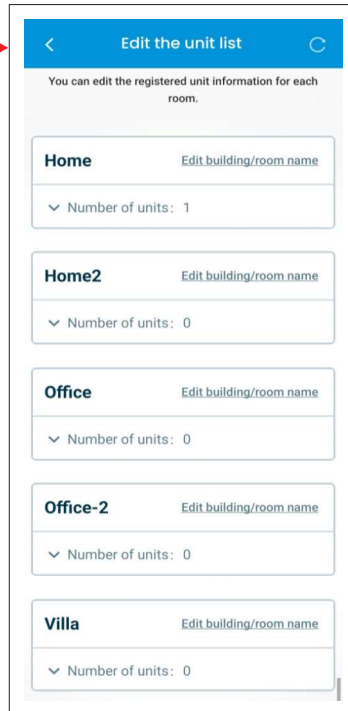 Edit the unit list
You can edit the registered unit information for each
room.
Home Edit building/room name
Number of units: 1
Home2 Edit building/room name
Number of units: 0
Office Edit building/room name
Number of units: 0
Office-2 Edit building/room name
Number of units: 0
Villa Edit building/room name
Number of units: 0